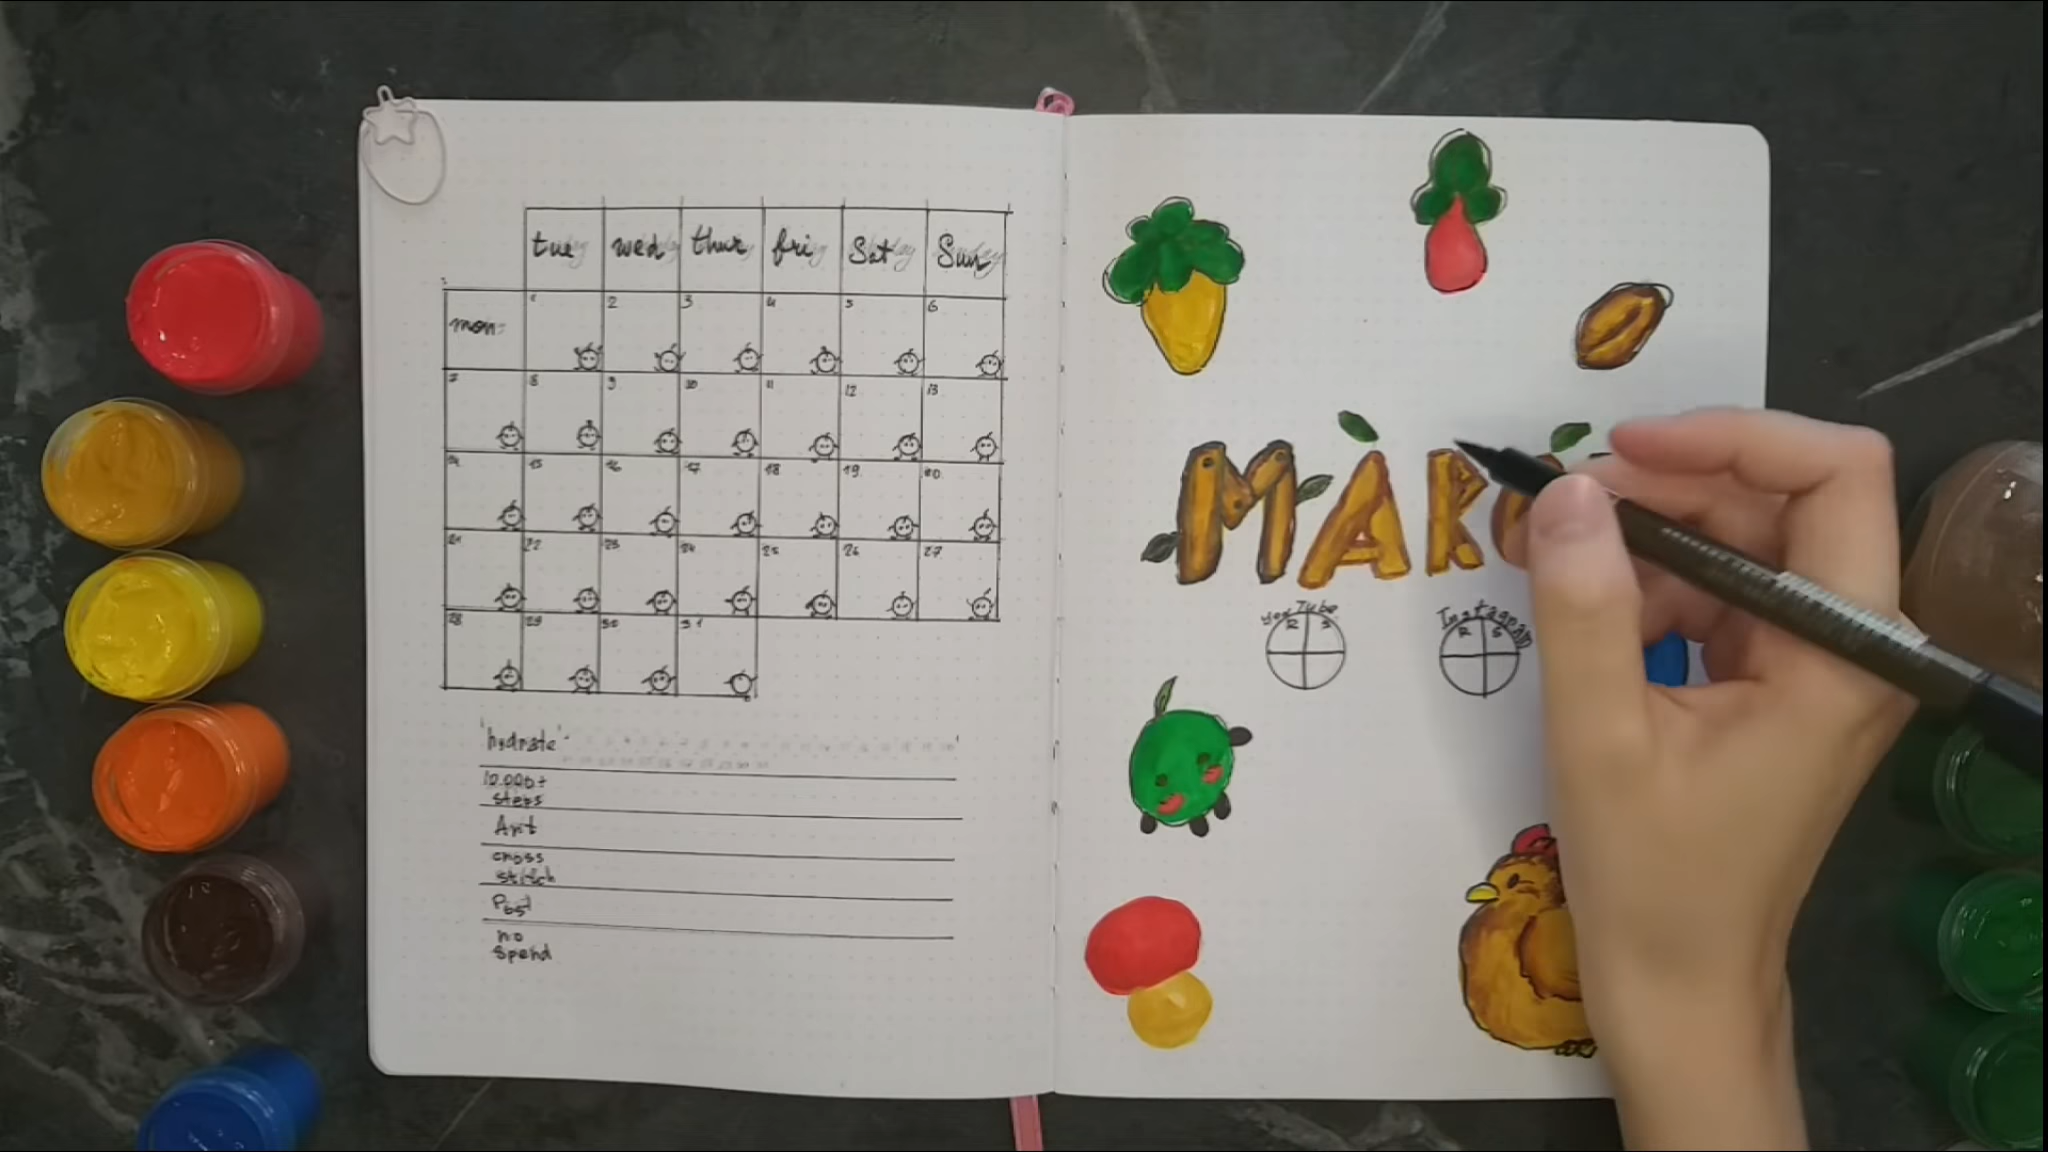 tue wed thur fri Sat Sun
mon
1 2 3 4 5 6
7 8 9 10 11 12 13
14 15 16 17 18 19 20
21 22 23 24 25 26 27
28 29 30 31
'hydrate'
10.000+
steps
Art
cross
stitch
Post
no
spend
MARC
YouTube
R S
Instagram
R S